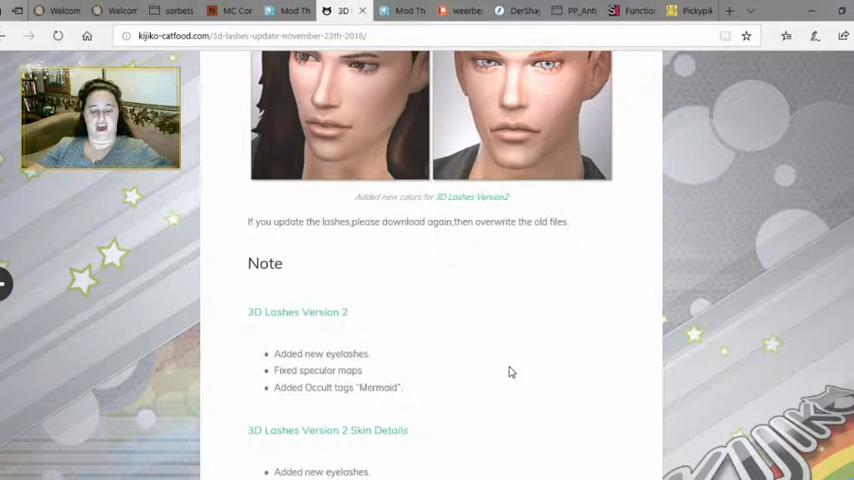 Welcom
Welcom
sorbets
MC Cor
Mod Th
3D
Mod Th
weerbe
DerSha
PP_Anti
Function
Pickypik
kijiko-catfood.com/3d-lashes-update-november-23th-2018/
Added new colors for 3D Lashes Version2
If you update the lashes,please download again,then overwrite the old files.
Note
3D Lashes Version 2
Added new eyelashes.
Fixed specular maps
Added Occult tags "Mermaid".
3D Lashes Version 2 Skin Details
Added new eyelashes.